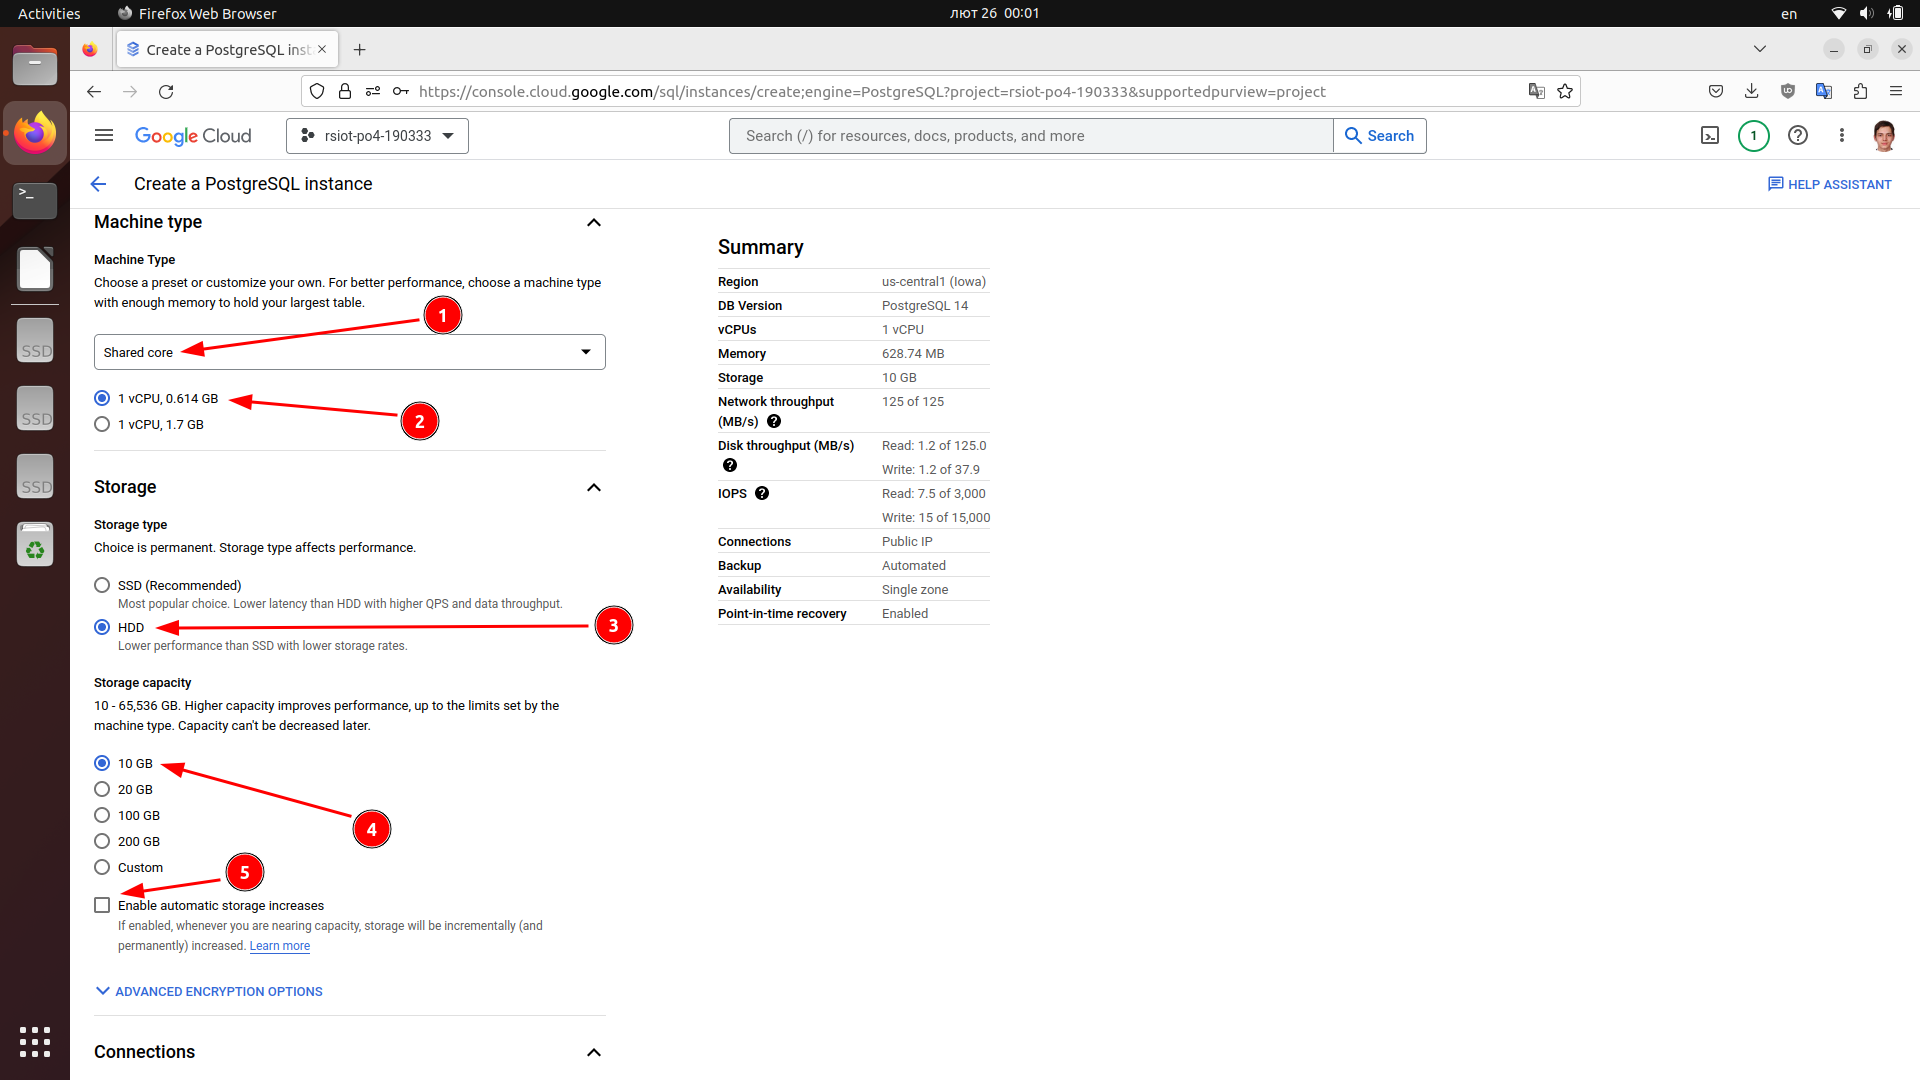 Activities
Firefox Web Browser
лют 26 00:01
en
Create a PostgreSQL inst
https://console.cloud.google.com/sql/instances/create;engine=PostgreSQL?project=rsiot-po4-190333&supportedpurview=project
Google Cloud
rsiot-po4-190333
Search (/) for resources, docs, products, and more
Search
1
Create a PostgreSQL instance
HELP ASSISTANT
Machine type
Machine Type
Choose a preset or customize your own. For better performance, choose a machine type
with enough memory to hold your largest table.
1
Shared core
1 vCPU, 0.614 GB
2
1 vCPU, 1.7 GB
Storage
Storage type
Choice is permanent. Storage type affects performance.
SSD (Recommended)
Most popular choice. Lower latency than HDD with higher QPS and data throughput.
HDD
3
Lower performance than SSD with lower storage rates.
Storage capacity
10 - 65,536 GB. Higher capacity improves performance, up to the limits set by the
machine type. Capacity can't be decreased later.
10 GB
20 GB
100 GB
4
200 GB
Custom
5
Enable automatic storage increases
If enabled, whenever you are nearing capacity, storage will be incrementally (and
permanently) increased. Learn more
ADVANCED ENCRYPTION OPTIONS
Connections
Summary
Region us-central1 (Iowa)
DB Version PostgreSQL 14
vCPUs 1 vCPU
Memory 628.74 MB
Storage 10 GB
Network throughput 125 of 125
(MB/s)
Disk throughput (MB/s) Read: 1.2 of 125.0
Write: 1.2 of 37.9
IOPS Read: 7.5 of 3,000
Write: 15 of 15,000
Connections Public IP
Backup Automated
Availability Single zone
Point-in-time recovery Enabled
SSD
SSD
SSD